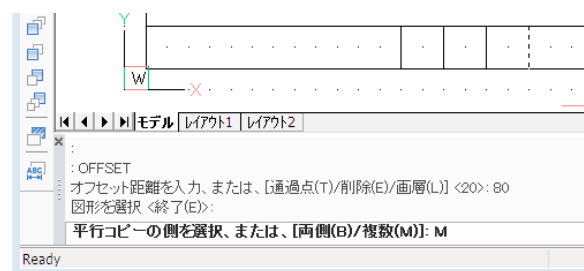 Y
W
X
モデル レイアウト1 レイアウト2
ABC
:
: OFFSET
オフセット距離を入力、または、[通過点(T)/削除(E)/画層(L)] <20>: 80
図形を選択 <終了(E)>:
平行コピーの側を選択、または、[両側(B)/複数(M)]: M
Ready